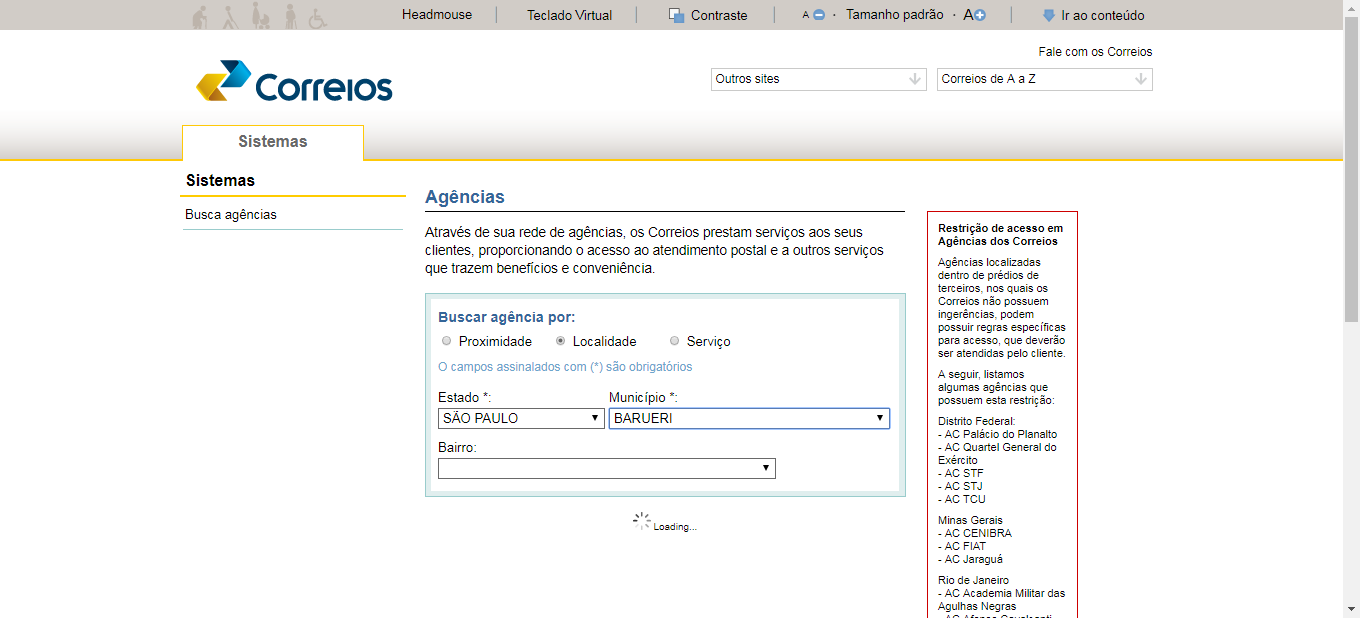 Headmouse
Teclado Virtual
Contraste
A
Tamanho padrão
A
Ir ao conteúdo
Fale com os Correios
Correios
Outros sites
Correios de A a Z
Sistemas
Sistemas
Busca agências
Agências
Através de sua rede de agências, os Correios prestam serviços aos seus
clientes, proporcionando o acesso ao atendimento postal e a outros serviços
que trazem benefícios e conveniência.
Buscar agência por:
Proximidade
Localidade
Serviço
O campos assinalados com (*) são obrigatórios
Estado *:
Município *:
SÃO PAULO
BARUERI
Bairro:
Loading...
Restrição de acesso em
Agências dos Correios
Agências localizadas
dentro de prédios de
terceiros, nos quais os
Correios não possuem
ingerências, podem
possuir regras específicas
para acesso, que deverão
ser atendidas pelo cliente.
A seguir, listamos
algumas agências que
possuem esta restrição:
Distrito Federal:
- AC Palácio do Planalto
- AC Quartel General do
Exército
- AC STF
- AC STJ
- AC TCU
Minas Gerais
- AC CENIBRA
- AC FIAT
- AC Jaraguá
Rio de Janeiro
- AC Academia Militar das
Agulhas Negras